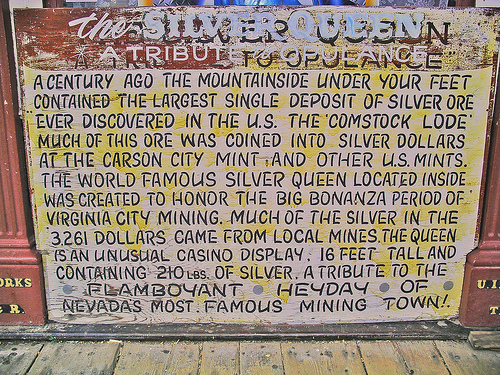 the SILVER QUEEN
A TRIBUTE TO OPULANCE
A CENTURY AGO THE MOUNTAINSIDE UNDER YOUR FEET
CONTAINED THE LARGEST SINGLE DEPOSIT OF SILVER ORE
EVER DISCOVERED IN THE U.S. THE 'COMSTOCK LODE'
MUCH OF THIS ORE WAS COINED INTO SILVER DOLLARS
AT THE CARSON CITY MINT, AND OTHER U.S. MINTS.
THE WORLD FAMOUS SILVER QUEEN LOCATED INSIDE
WAS CREATED TO HONOR THE BIG BONANZA PERIOD OF
VIRGINIA CITY MINING. MUCH OF THE SILVER IN THE
3,261 DOLLARS CAME FROM LOCAL MINES. THE QUEEN
IS AN UNUSUAL CASINO DISPLAY. 16 FEET TALL AND
CONTAINING 210 LBS. OF SILVER, A TRIBUTE TO THE
FLAMBOYANT HEYDAY OF
NEVADA'S MOST FAMOUS MINING TOWN!
ORKS
R.
U.I
T